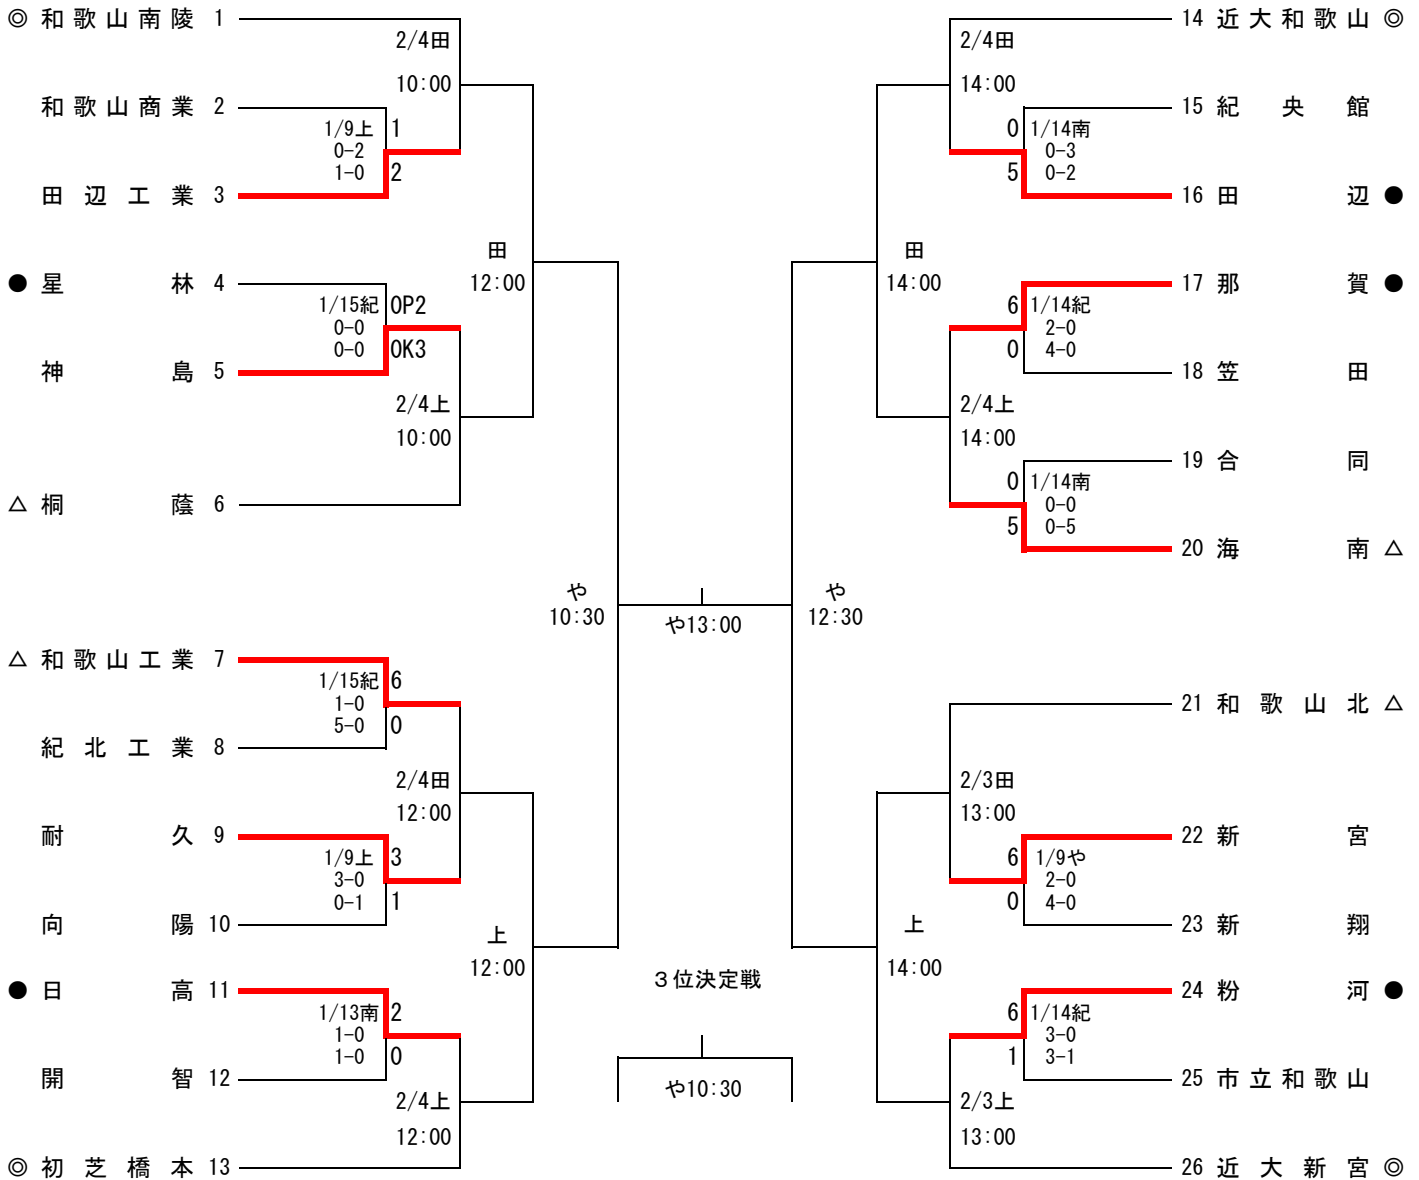 ◎ 和歌山南陵 1
2/4田
10:00
和歌山商業 2
1/9上 1
0-2
1-0 2
田辺工業 3
田
12:00
● 星林 4
1/15紀 0P2
0-0
0-0 0K3
神島 5
2/4上
10:00
△ 桐蔭 6
や
10:30
△ 和歌山工業 7
1/15紀 6
1-0
5-0 0
紀北工業 8
2/4田
12:00
耐久 9
1/9上 3
3-0
0-1 1
向陽 10
上
12:00
● 日高 11
1/13南 2
1-0
1-0 0
開智 12
2/4上
12:00
◎ 初芝橋本 13
や13:00
3位決定戦
や10:30
14 近大和歌山 ◎
2/4田
14:00
15 紀央館
0 1/14南
0-3
5 0-2
16 田辺 ●
田
14:00
17 那賀 ●
6 1/14紀
2-0
0 4-0
18 笠田
2/4上
14:00
19 合同
0 1/14南
0-0
5 0-5
20 海南 △
や
12:30
21 和歌山北 △
2/3田
13:00
22 新宮
6 1/9や
2-0
0 4-0
23 新翔
上
14:00
24 粉河 ●
6 1/14紀
3-0
1 3-1
25 市立和歌山
2/3上
13:00
26 近大新宮 ◎